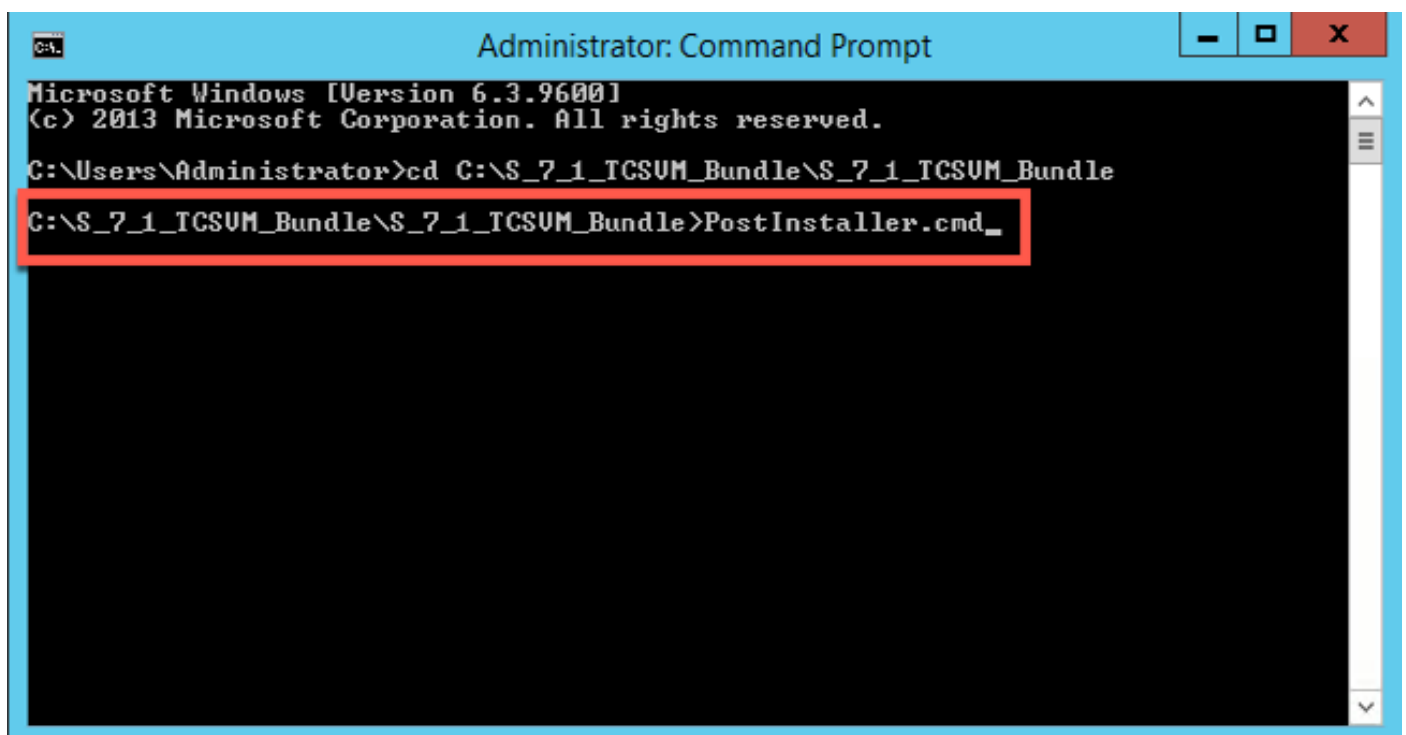 Administrator: Command Prompt
Microsoft Windows [Version 6.3.9600]
(c) 2013 Microsoft Corporation. All rights reserved.
C:\Users\Administrator>cd C:\S_7_1_TCSVM_Bundle\S_7_1_TCSVM_Bundle
C:\S_7_1_TCSVM_Bundle\S_7_1_TCSVM_Bundle>PostInstaller.cmd_